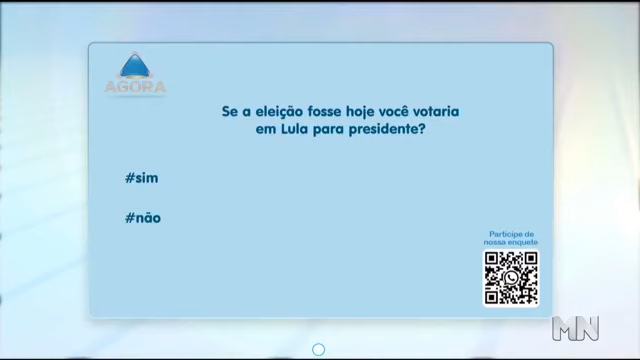 AGORA
Se a eleição fosse hoje você votaria
em Lula para presidente?
#sim
#não
Participe de
nossa enquete
MN